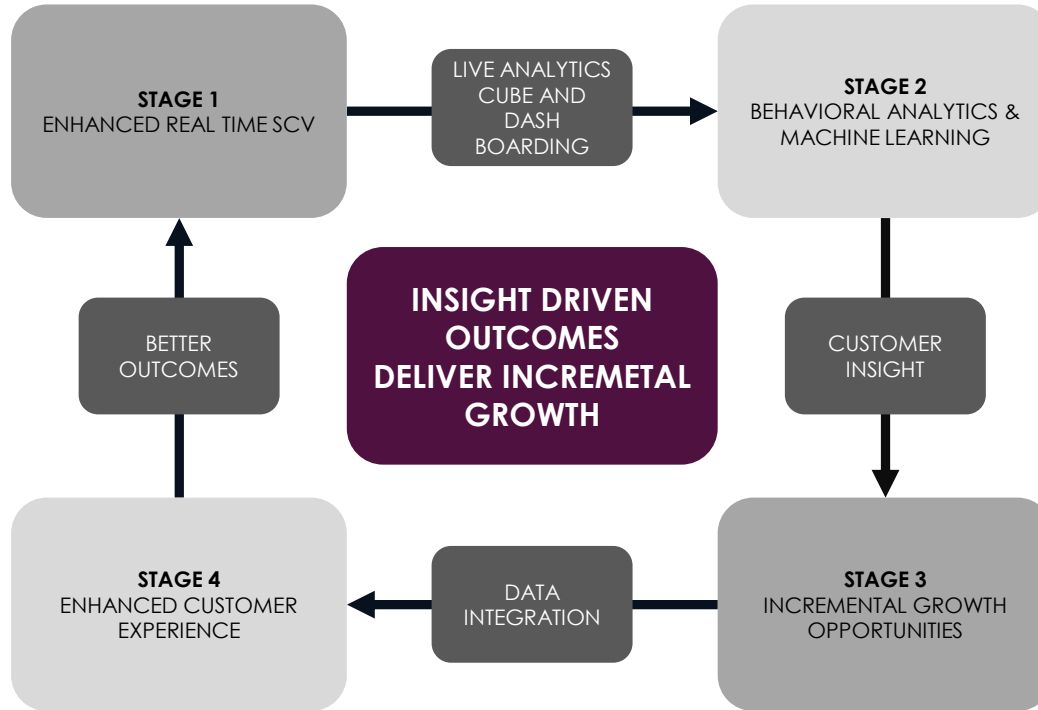 STAGE 1
ENHANCED REAL TIME SCV
LIVE ANALYTICS
CUBE AND
DASH
BOARDING
STAGE 2
BEHAVIORAL ANALYTICS &
MACHINE LEARNING
INSIGHT DRIVEN
OUTCOMES
DELIVER INCREMETAL
GROWTH
BETTER
OUTCOMES
CUSTOMER
INSIGHT
STAGE 4
ENHANCED CUSTOMER
EXPERIENCE
DATA
INTEGRATION
STAGE 3
INCREMENTAL GROWTH
OPPORTUNITIES